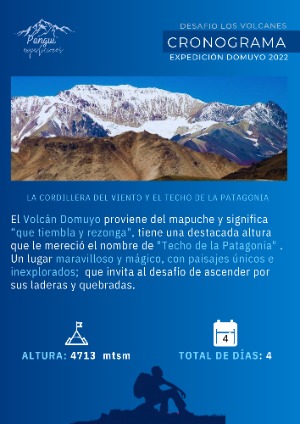 Pangui
expediciones
DESAFIO LOS VOLCANES
CRONOGRAMA
EXPEDICIÓN DOMUYO 2022
LA CORDILLERA DEL VIENTO Y EL TECHO DE LA PATAGONIA
El Volcán Domuyo proviene del mapuche y significa
"que tiembla y rezonga", tiene una destacada altura
que le mereció el nombre de "Techo de la Patagonia" .
Un lugar maravilloso y mágico, con paisajes únicos e
inexplorados; que invita al desafío de ascender por
sus laderas y quebradas.
4
ALTURA: 4713 mtsm
TOTAL DE DÍAS: 4